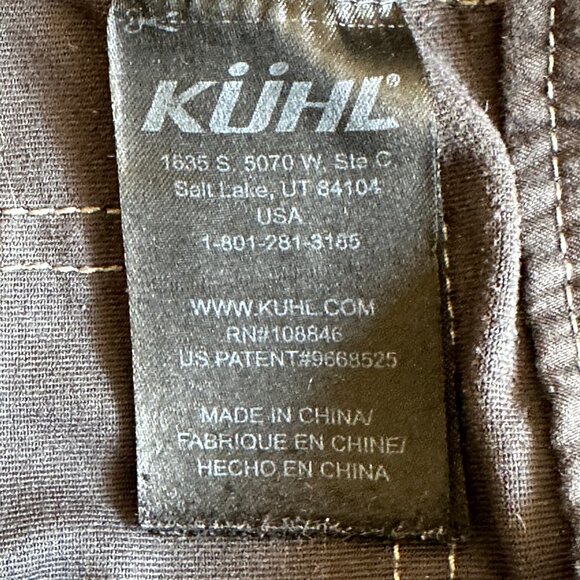 KÜHL®
1635 S. 5070 W. Ste C.
Salt Lake, UT 84104
USA
1-801-281-3165
WWW.KUHL.COM
RN#108846
US PATENT#9668525
MADE IN CHINA/
FABRIQUE EN CHINE/
HECHO EN CHINA